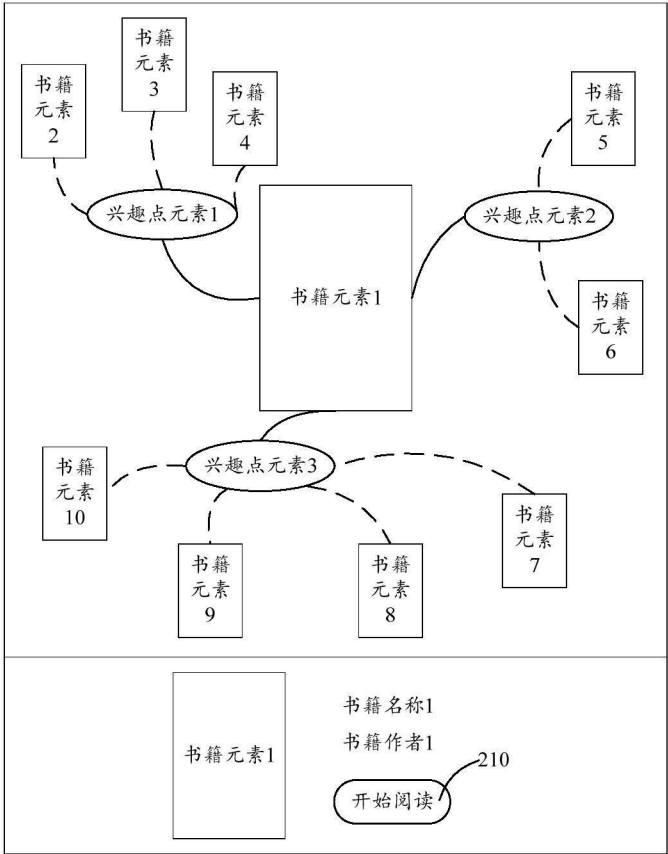 书籍
元素
2
书籍
元素
3
书籍
元素
4
书籍
元素
5
兴趣点元素1
兴趣点元素2
书籍元素1
书籍
元素
6
兴趣点元素3
书籍
元素
10
书籍
元素
9
书籍
元素
8
书籍
元素
7
书籍元素1
书籍名称1
书籍作者1
210
开始阅读